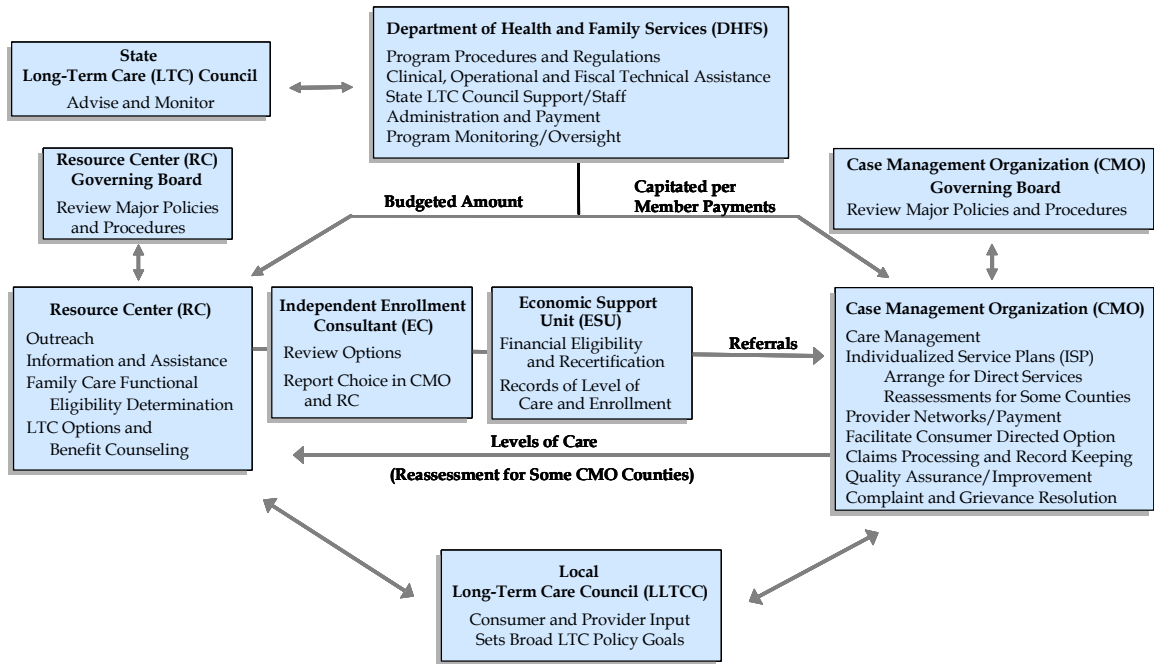 Department of Health and Family Services (DHFS)
Program Procedures and Regulations
Clinical, Operational and Fiscal Technical Assistance
State LTC Council Support/Staff
Administration and Payment
Program Monitoring/Oversight
State
Long-Term Care (LTC) Council
Advise and Monitor
Resource Center (RC)
Governing Board
Review Major Policies
and Procedures
Budgeted Amount
Capitated per
Member Payments
Case Management Organization (CMO)
Governing Board
Review Major Policies and Procedures
Resource Center (RC)
Outreach
Information and Assistance
Family Care Functional
Eligibility Determination
LTC Options and
Benefit Counseling
Independent Enrollment
Consultant (EC)
Review Options
Report Choice in CMO
and RC
Economic Support
Unit (ESU)
Financial Eligibility
and Recertification
Records of Level of
Care and Enrollment
Referrals
Case Management Organization (CMO)
Care Management
Individualized Service Plans (ISP)
Arrange for Direct Services
Reassessments for Some Counties
Provider Networks/Payment
Facilitate Consumer Directed Option
Claims Processing and Record Keeping
Quality Assurance/Improvement
Complaint and Grievance Resolution
Levels of Care
(Reassessment for Some CMO Counties)
Local
Long-Term Care Council (LLTCC)
Consumer and Provider Input
Sets Broad LTC Policy Goals